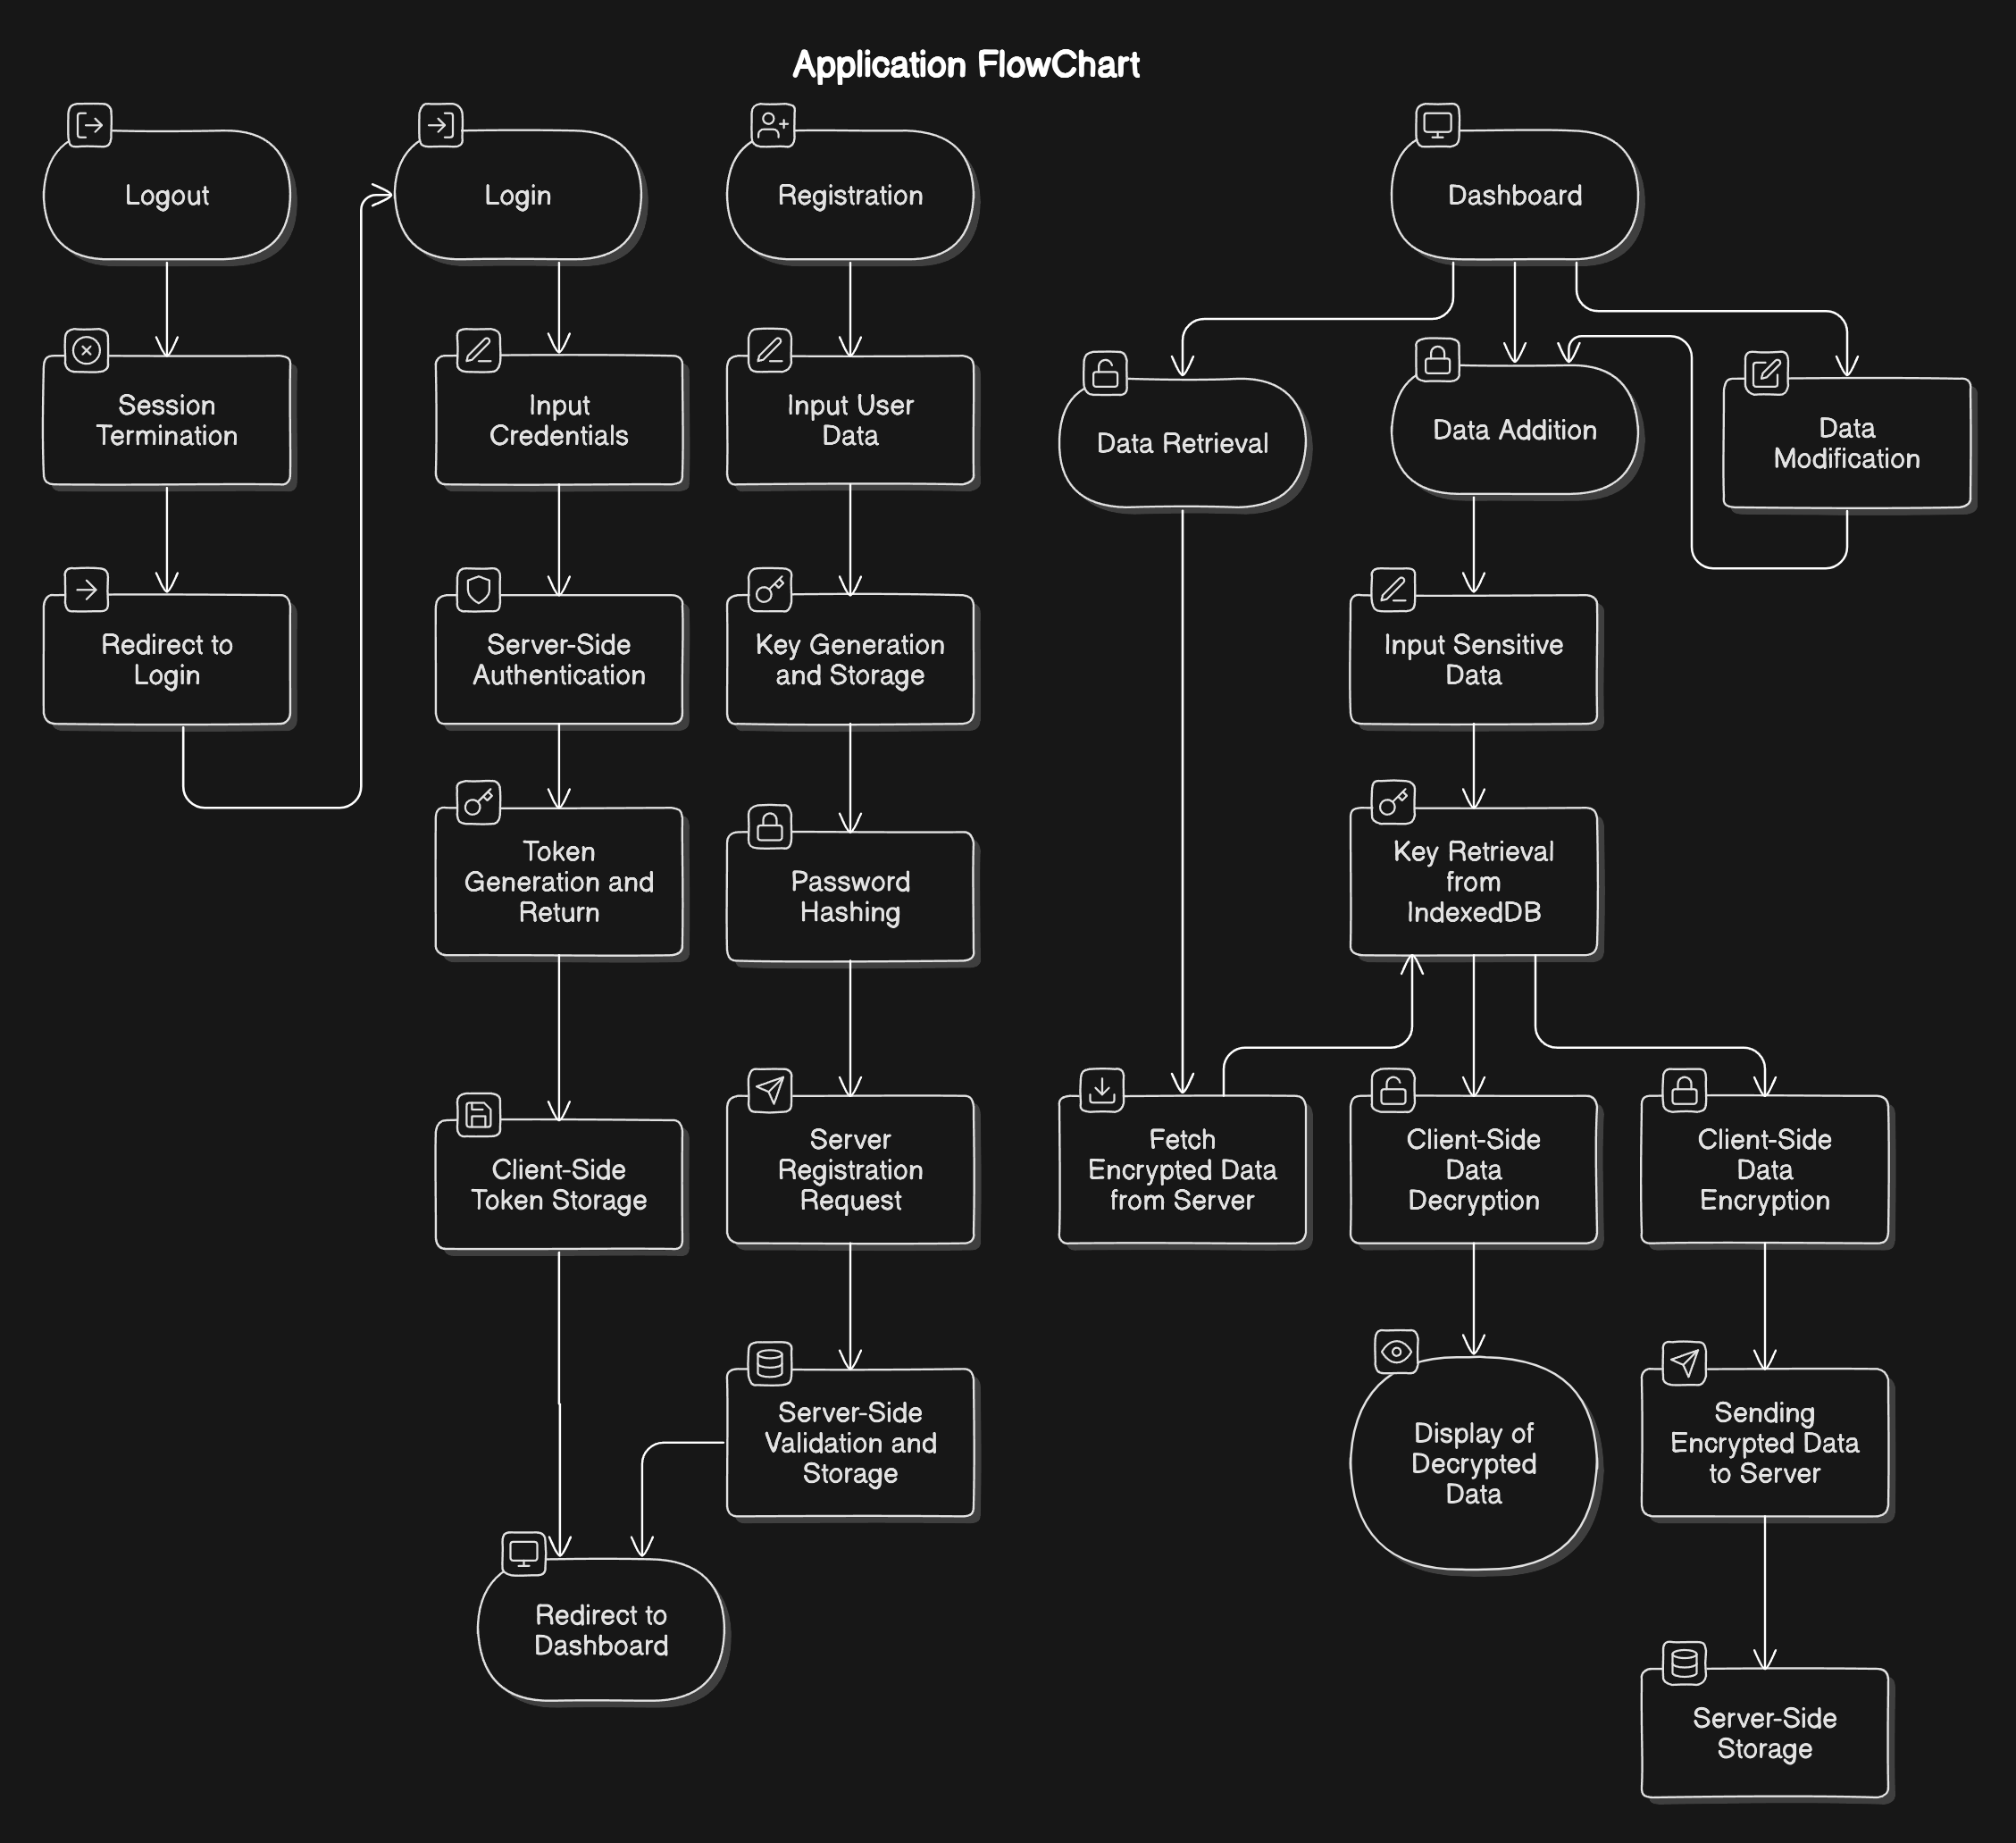 Application FlowChart
Logout
Login
Registration
Dashboard
Session
Termination
Input
Credentials
Input User
Data
Data Retrieval
Data Addition
Data
Modification
Redirect to
Login
Server-Side
Authentication
Key Generation
and Storage
Input Sensitive
Data
Token
Generation and
Return
Password
Hashing
Key Retrieval
from
IndexedDB
Client-Side
Token Storage
Server
Registration
Request
Fetch
Encrypted Data
from Server
Client-Side
Data
Decryption
Client-Side
Data
Encryption
Server-Side
Validation and
Storage
Display of
Decrypted
Data
Sending
Encrypted Data
to Server
Redirect to
Dashboard
Server-Side
Storage